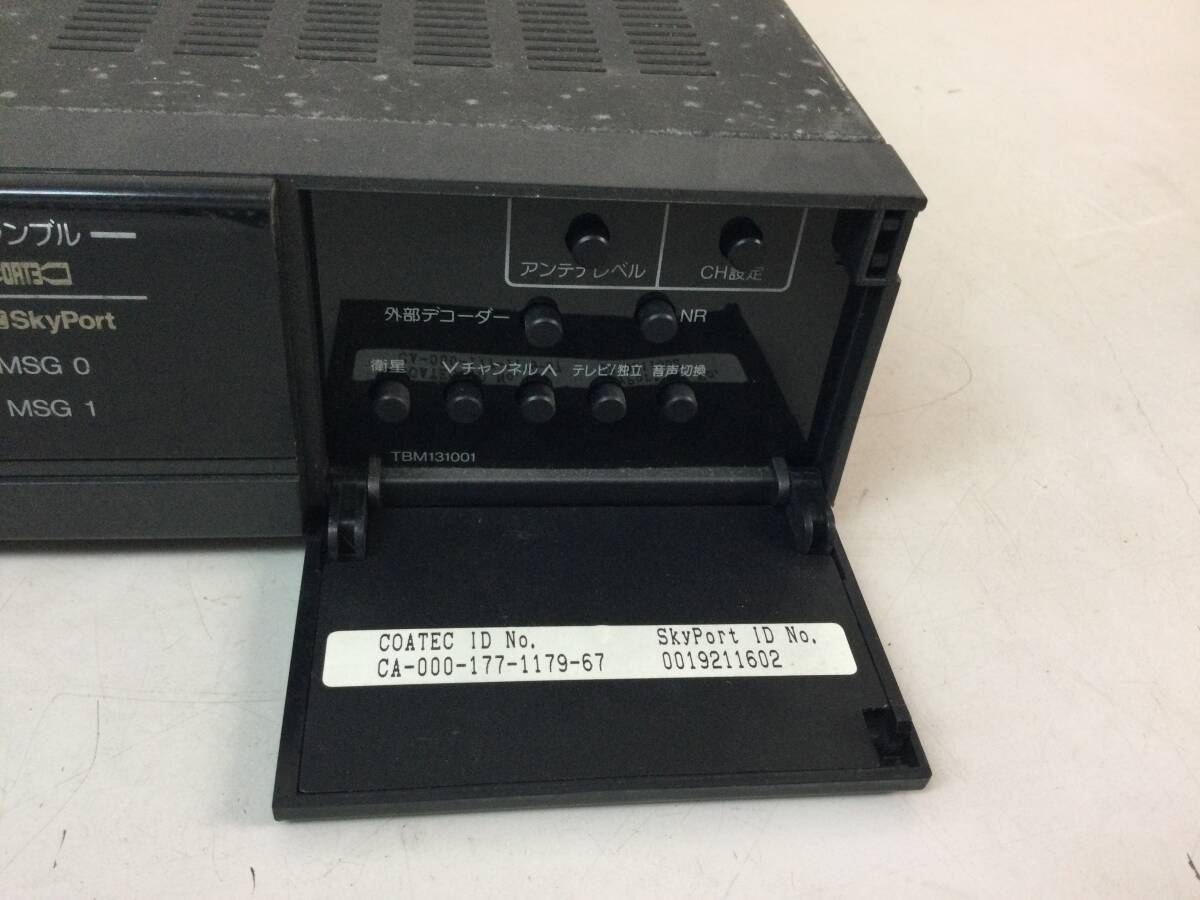 ンブル
SkyPort
MSG 0
MSG 1
アンテナレベル
CH設定
外部デコーダー
NR
衛星
∨チャンネル∧
テレビ/独立
音声切換
TBM131001
COATEC ID No.
CA-000-177-1179-67
SkyPort ID No.
0019211602